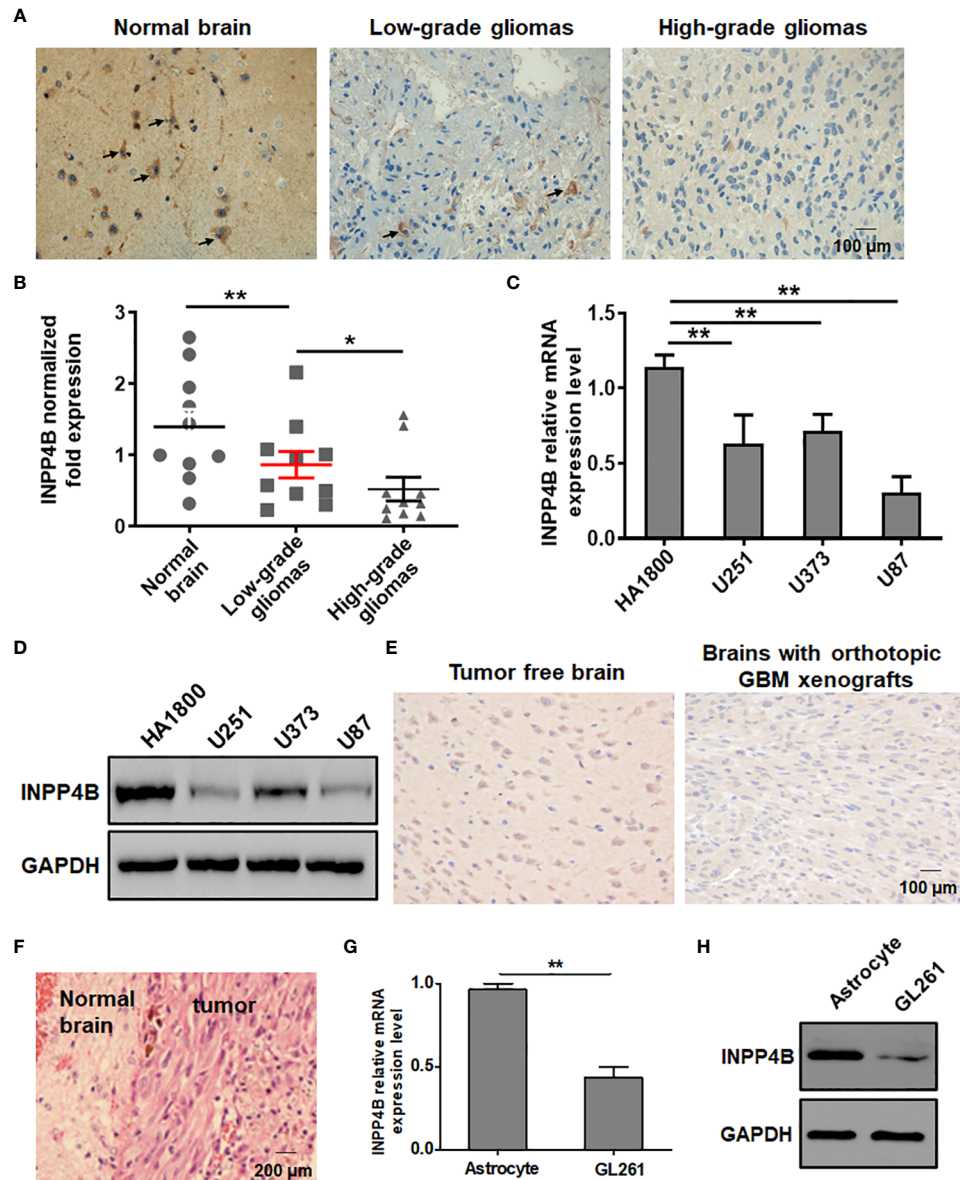 A
Normal brain
Low-grade gliomas
High-grade gliomas
100 µm
B
INPP4B normalized
fold expression
3
2
1
0
**
*
Normal
brain
Low-grade
gliomas
High-grade
gliomas
C
INPP4B relative mRNA
expression level
1.5
1.0
0.5
0.0
**
**
**
HA1800
U251
U373
U87
D
HA1800
U251
U373
U87
INPP4B
GAPDH
E
Tumor free brain
Brains with orthotopic
GBM xenografts
100 µm
F
Normal
brain
tumor
200 µm
G
INPP4B relative mRNA
expression level
1.0
0.5
0.0
**
Astrocyte
GL261
H
Astrocyte
GL261
INPP4B
GAPDH